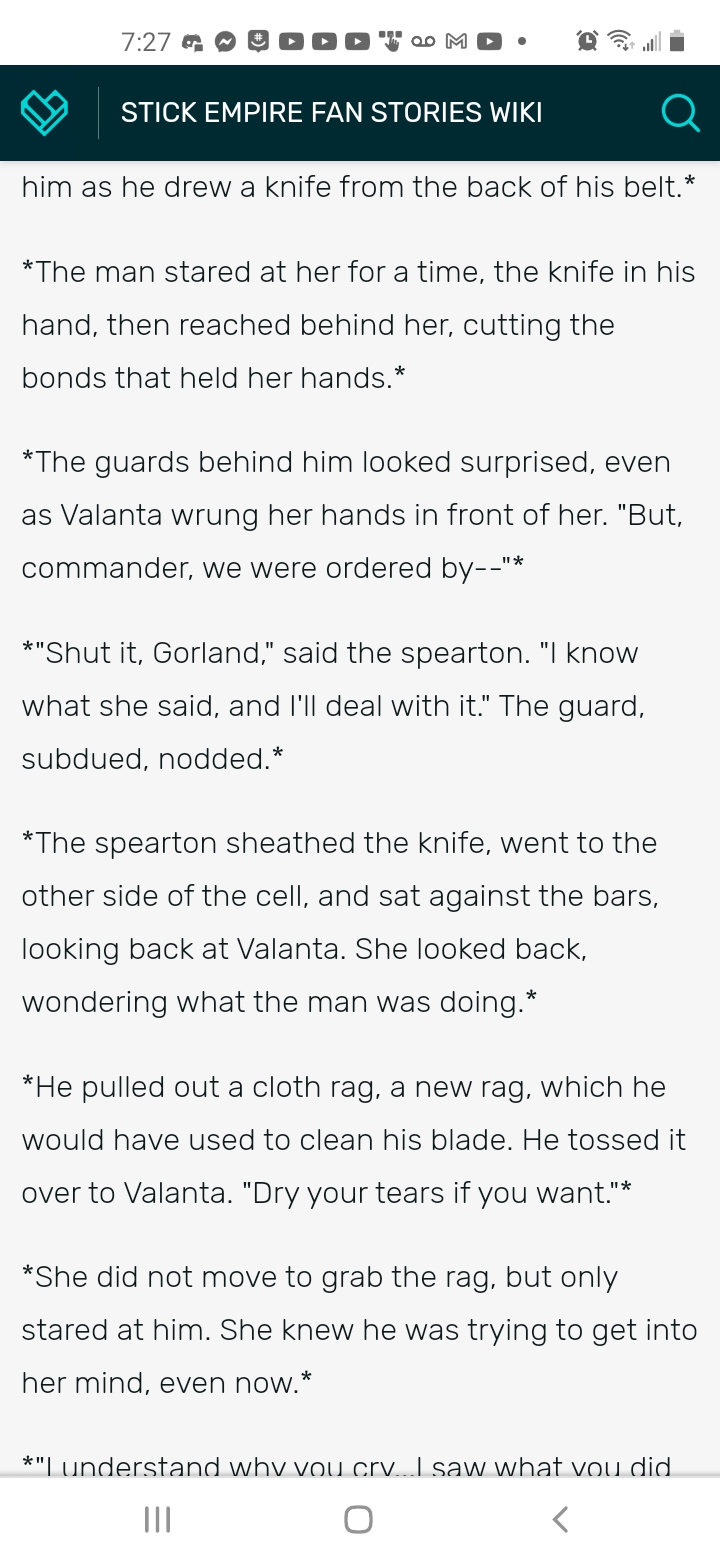 7:27
STICK EMPIRE FAN STORIES WIKI
him as he drew a knife from the back of his belt.*
*The man stared at her for a time, the knife in his
hand, then reached behind her, cutting the
bonds that held her hands.*
*The guards behind him looked surprised, even
as Valanta wrung her hands in front of her. "But,
commander, we were ordered by--"*
*"Shut it, Gorland," said the spearton. "I know
what she said, and I'll deal with it." The guard,
subdued, nodded.*
*The spearton sheathed the knife, went to the
other side of the cell, and sat against the bars,
looking back at Valanta. She looked back,
wondering what the man was doing.*
*He pulled out a cloth rag, a new rag, which he
would have used to clean his blade. He tossed it
over to Valanta. "Dry your tears if you want."*
*She did not move to grab the rag, but only
stared at him. She knew he was trying to get into
her mind, even now.*
*"I understand why you cry...I saw what you did